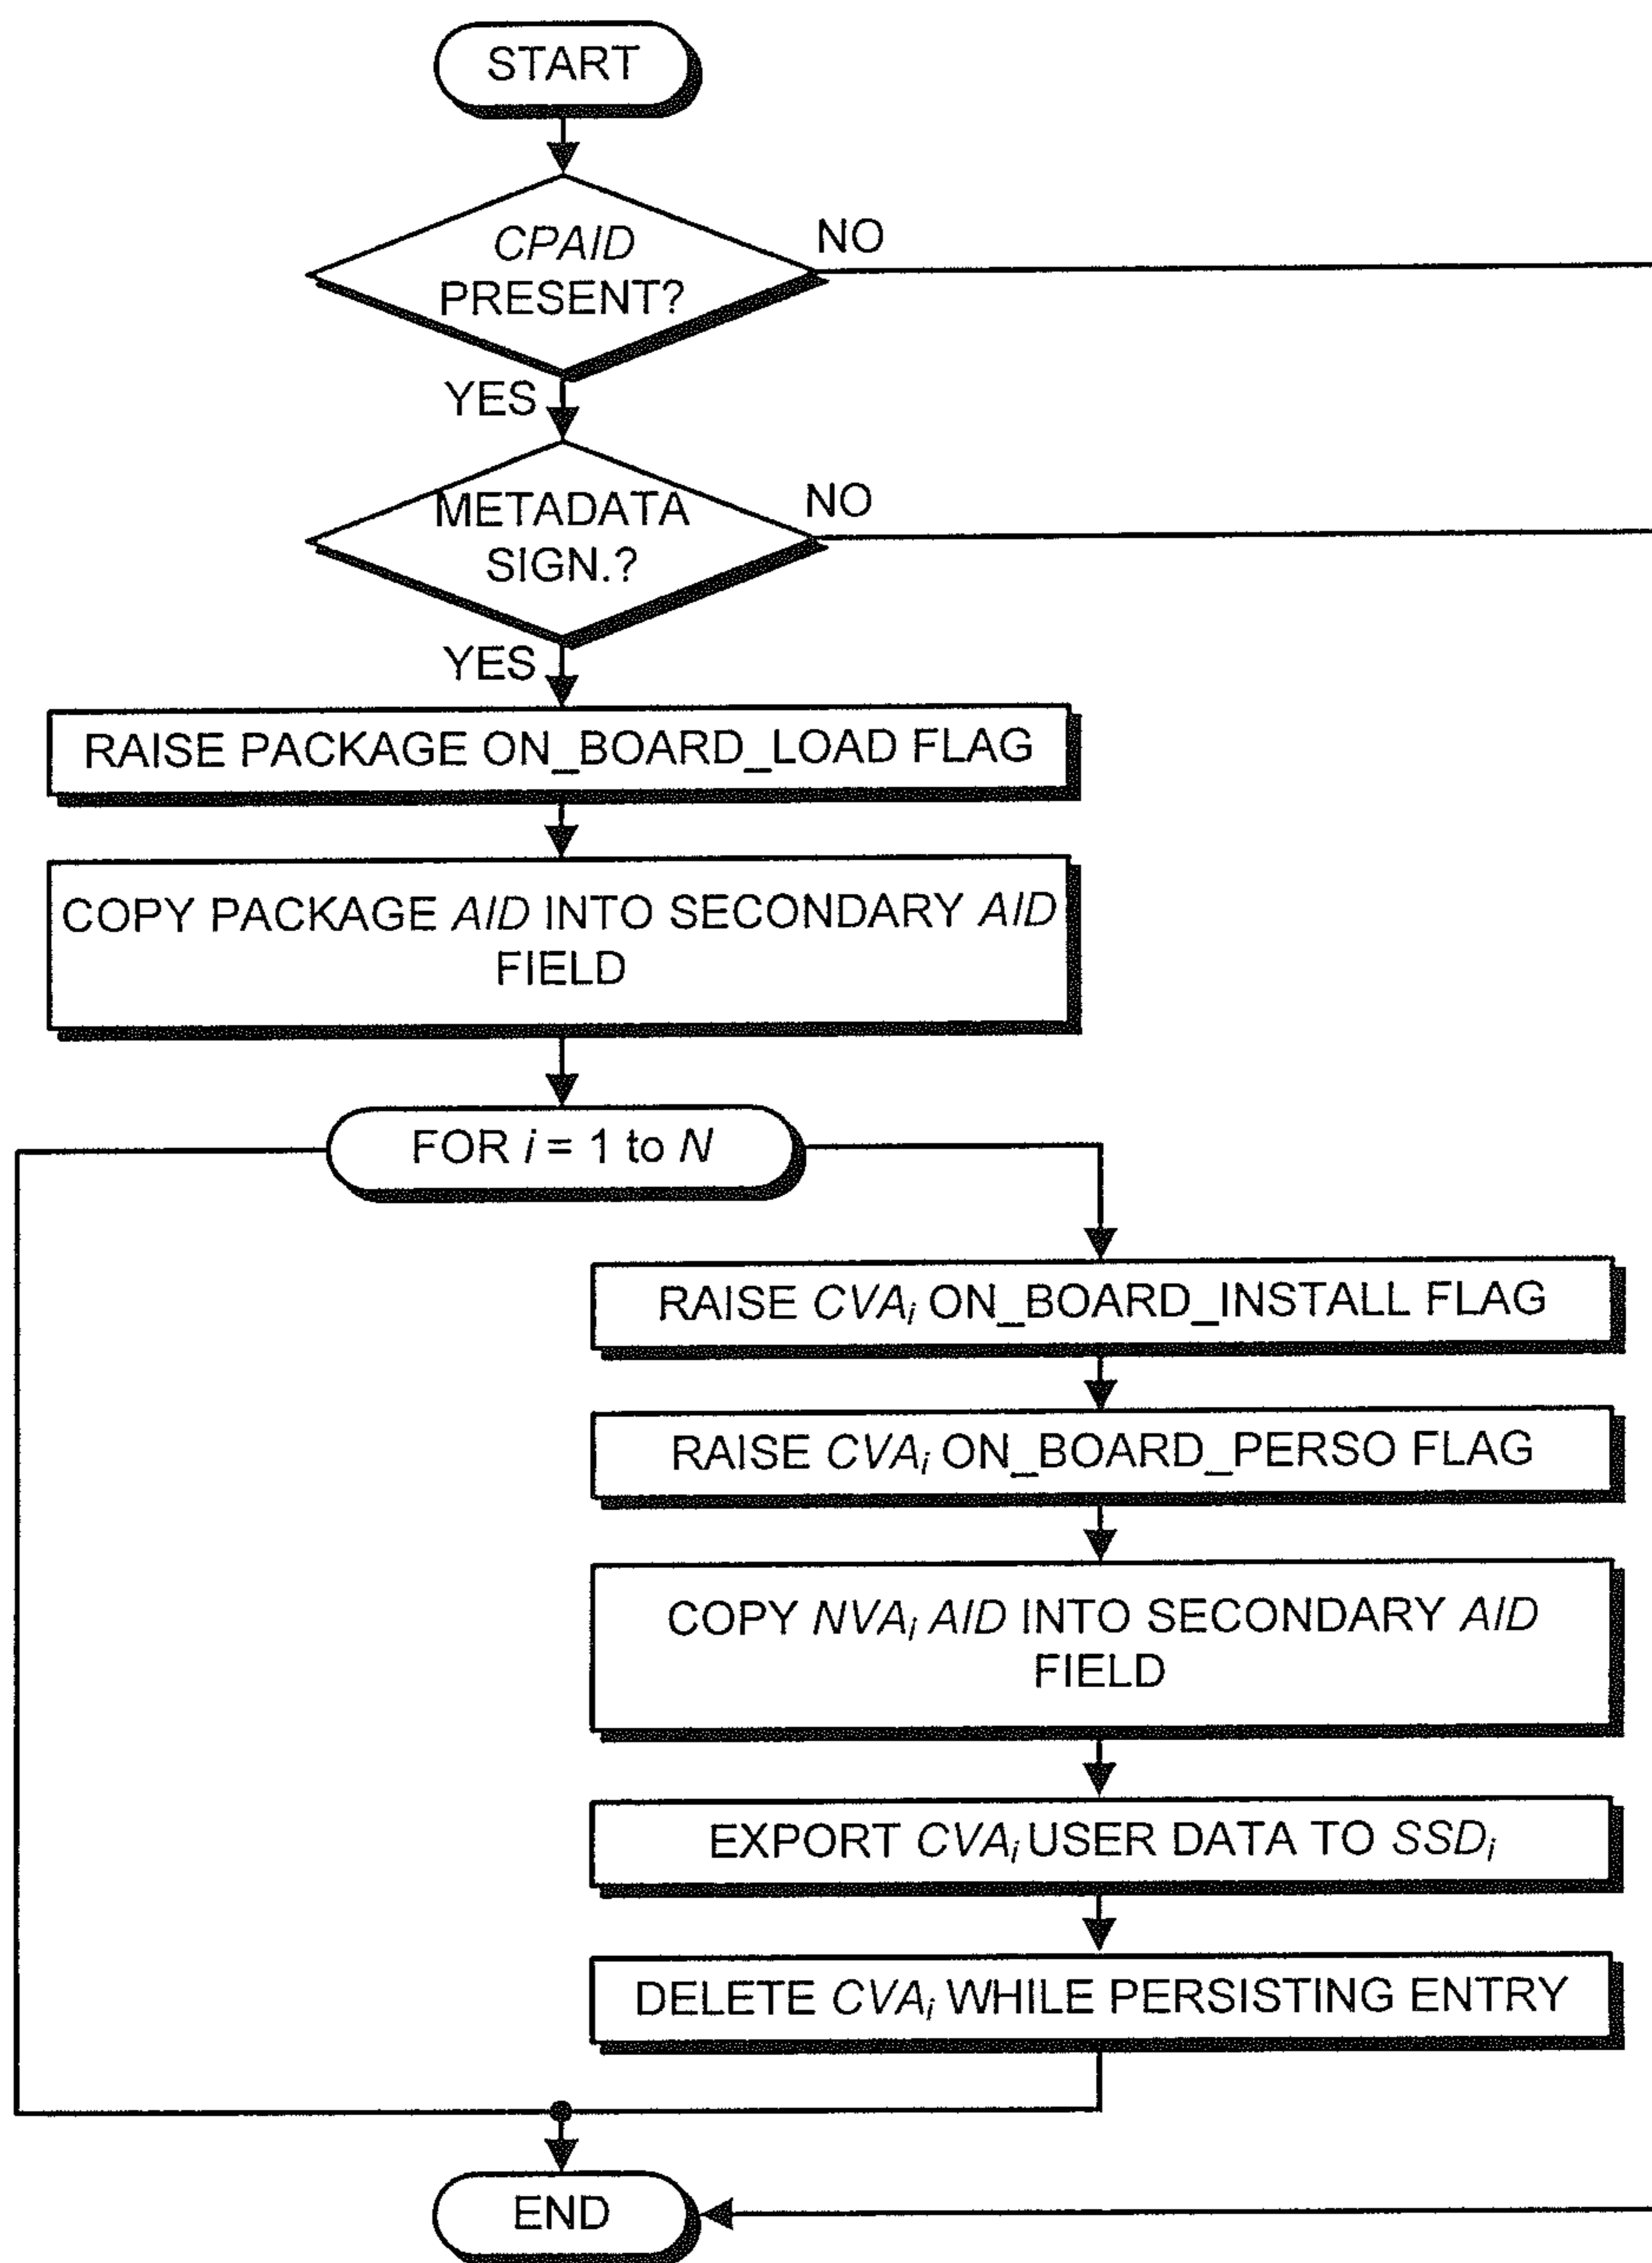 START
CPAID
PRESENT?
NO
YES
METADATA
SIGN.?
NO
YES
RAISE PACKAGE ON_BOARD_LOAD FLAG
COPY PACKAGE AID INTO SECONDARY AID
FIELD
FOR i = 1 to N
RAISE CVAi ON_BOARD_INSTALL FLAG
RAISE CVAi ON_BOARD_PERSO FLAG
COPY NVAi AID INTO SECONDARY AID
FIELD
EXPORT CVAi USER DATA TO SSDi
DELETE CVAi WHILE PERSISTING ENTRY
END